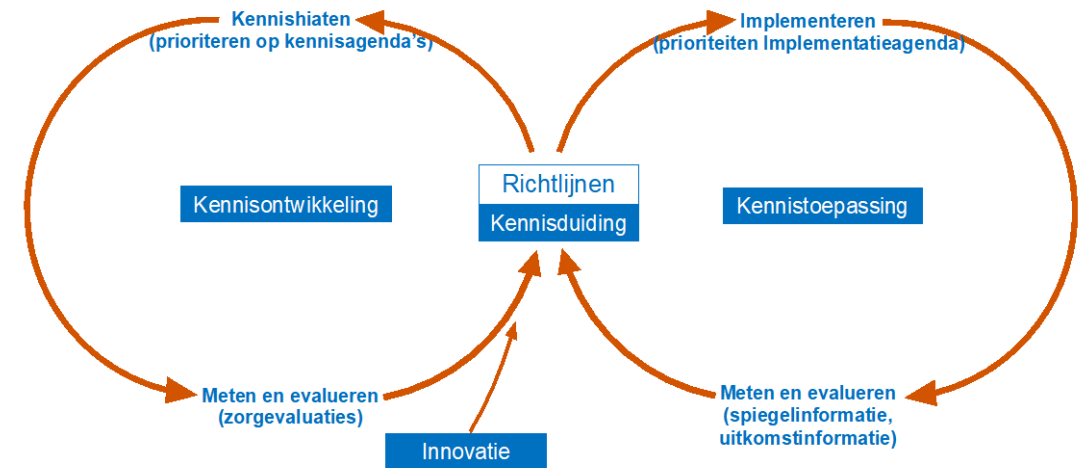 Kennishiaten
(prioriteren op kennisagenda's)
Implementeren
(prioriteiten Implementatieagenda)
Richtlijnen
Kennisduiding
Kennisontwikkeling
Kennistoepassing
Meten en evalueren
(zorgevaluaties)
Meten en evalueren
(spiegelinformatie,
uitkomstinformatie)
Innovatie